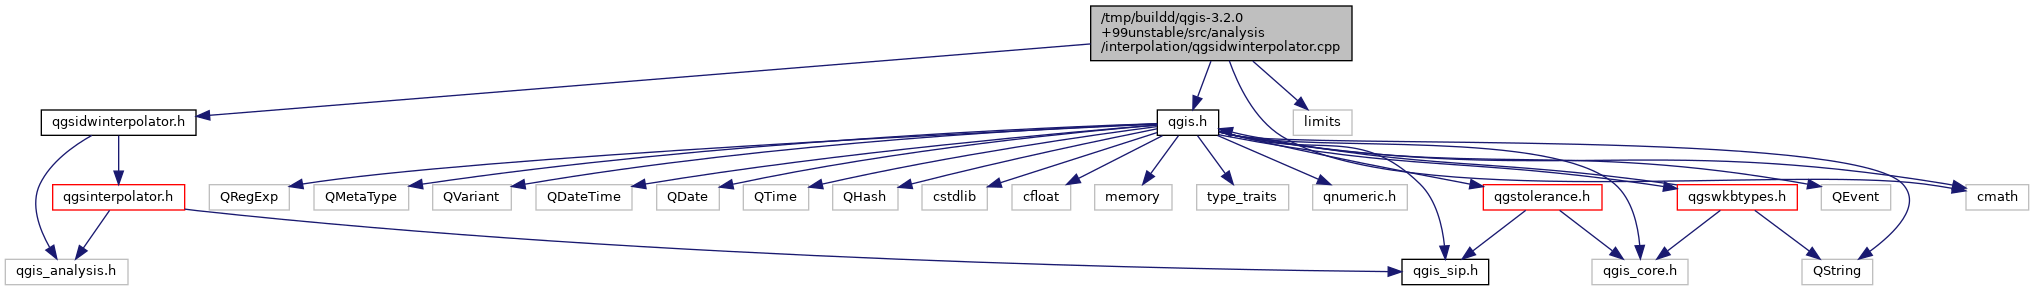 /tmp/buildd/qgis-3.2.0
+99unstable/src/analysis
/interpolation/qgsidwinterpolator.cpp
qgsidwinterpolator.h
qgis.h
limits
qgsinterpolator.h
QRegExp
QMetaType
QVariant
QDateTime
QDate
QTime
QHash
cstdlib
cfloat
memory
type_traits
qnumeric.h
qgstolerance.h
qgswkbtypes.h
QEvent
cmath
qgis_analysis.h
qgis_sip.h
qgis_core.h
QString